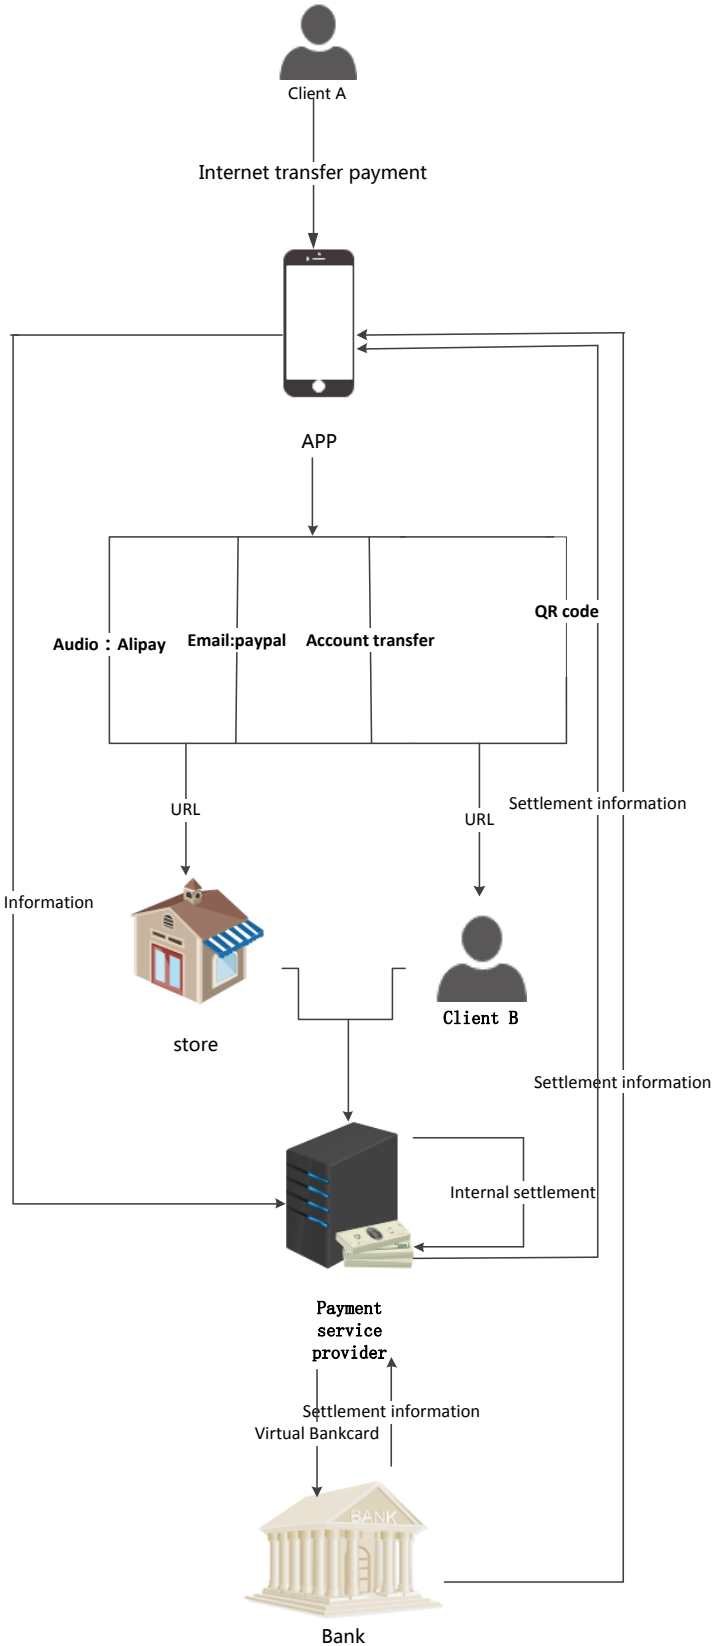 Client A
Internet transfer payment
APP
QR code
Audio：Alipay
Email:paypal
Account transfer
URL
URL
Settlement information
Information
Client B
store
Settlement information
Internal settlement
Payment
service
provider
Settlement information
Virtual Bankcard
BANK
Bank